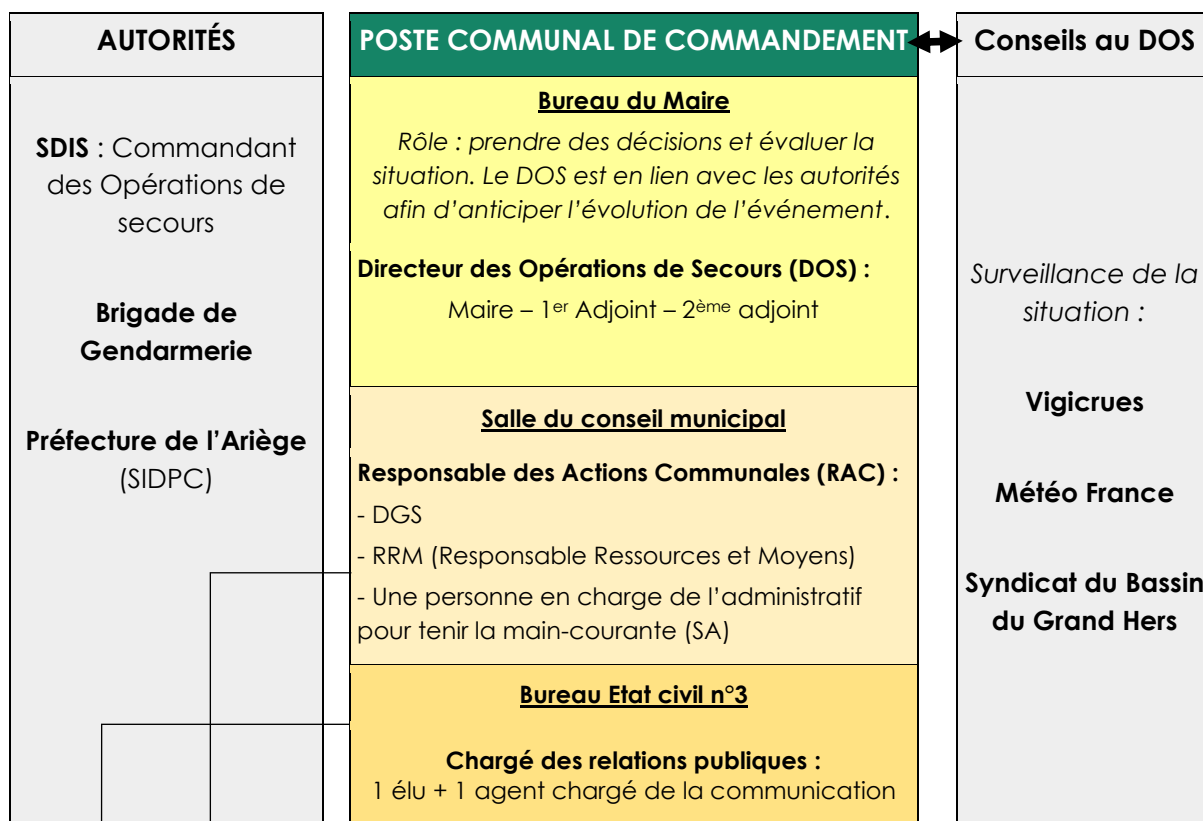 AUTORITÉS
SDIS : Commandant
des Opérations de
secours
Brigade de
Gendarmerie
Préfecture de l’Ariège
(SIDPC)
POSTE COMMUNAL DE COMMANDEMENT
Bureau du Maire
Rôle : prendre des décisions et évaluer la
situation. Le DOS est en lien avec les autorités
afin d’anticiper l’évolution de l’événement.
Directeur des Opérations de Secours (DOS) :
Maire – 1er Adjoint – 2ème adjoint
Salle du conseil municipal
Responsable des Actions Communales (RAC) :
- DGS
- RRM (Responsable Ressources et Moyens)
- Une personne en charge de l’administratif
pour tenir la main-courante (SA)
Bureau Etat civil n°3
Chargé des relations publiques :
1 élu + 1 agent chargé de la communication
Conseils au DOS
Surveillance de la
situation :
Vigicrues
Météo France
Syndicat du Bassin
du Grand Hers